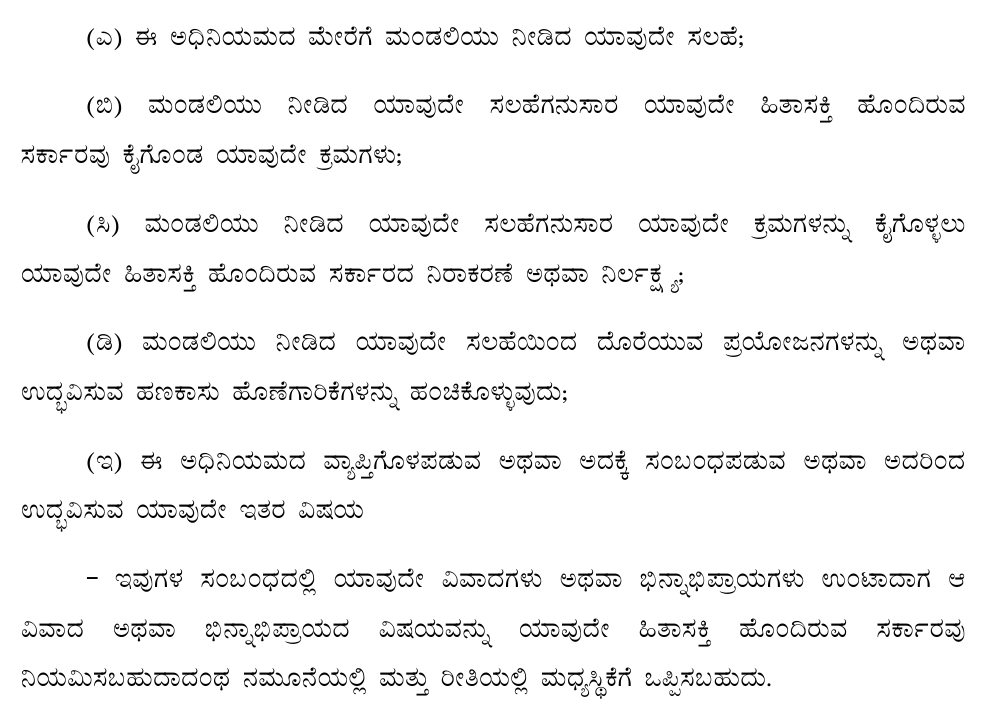 (ಎ) ಈ ಅಧಿನಿಯಮದ ಮೇರೆಗೆ ಮಂಡಲಿಯು ನೀಡಿದ ಯಾವುದೇ ಸಲಹೆ;
(ಬಿ) ಮಂಡಲಿಯು ನೀಡಿದ ಯಾವುದೇ ಸಲಹೆಗನುಸಾರ ಯಾವುದೇ ಹಿತಾಸಕ್ತಿ ಹೊಂದಿರುವ
ಸರ್ಕಾರವು ಕೈಗೊಂಡ ಯಾವುದೇ ಕ್ರಮಗಳು;
(ಸಿ) ಮಂಡಲಿಯು ನೀಡಿದ ಯಾವುದೇ ಸಲಹೆಗನುಸಾರ ಯಾವುದೇ ಕ್ರಮಗಳನ್ನು ಕೈಗೊಳ್ಳಲು
ಯಾವುದೇ ಹಿತಾಸಕ್ತಿ ಹೊಂದಿರುವ ಸರ್ಕಾರದ ನಿರಾಕರಣೆ ಅಥವಾ ನಿರ್ಲಕ್ಷ್ಯ;
(ಡಿ) ಮಂಡಲಿಯು ನೀಡಿದ ಯಾವುದೇ ಸಲಹೆಯಿಂದ ದೊರೆಯುವ ಪ್ರಯೋಜನಗಳನ್ನು ಅಥವಾ
ಉದ್ಭವಿಸುವ ಹಣಕಾಸು ಹೊಣೆಗಾರಿಕೆಗಳನ್ನು ಹಂಚಿಕೊಳ್ಳುವುದು;
(ಇ) ಈ ಅಧಿನಿಯಮದ ವ್ಯಾಪ್ತಿಗೊಳಪಡುವ ಅಥವಾ ಅದಕ್ಕೆ ಸಂಬಂಧಪಡುವ ಅಥವಾ ಅದರಿಂದ
ಉದ್ಭವಿಸುವ ಯಾವುದೇ ಇತರ ವಿಷಯ
– ಇವುಗಳ ಸಂಬಂಧದಲ್ಲಿ ಯಾವುದೇ ವಿವಾದಗಳು ಅಥವಾ ಭಿನ್ನಾಭಿಪ್ರಾಯಗಳು ಉಂಟಾದಾಗ ಆ
ವಿವಾದ ಅಥವಾ ಭಿನ್ನಾಭಿಪ್ರಾಯದ ವಿಷಯವನ್ನು ಯಾವುದೇ ಹಿತಾಸಕ್ತಿ ಹೊಂದಿರುವ ಸರ್ಕಾರವು
ನಿಯಮಿಸಬಹುದಾದಂಥ ನಮೂನೆಯಲ್ಲಿ ಮತ್ತು ರೀತಿಯಲ್ಲಿ ಮಧ್ಯಸ್ಥಿಕೆಗೆ ಒಪ್ಪಿಸಬಹುದು.